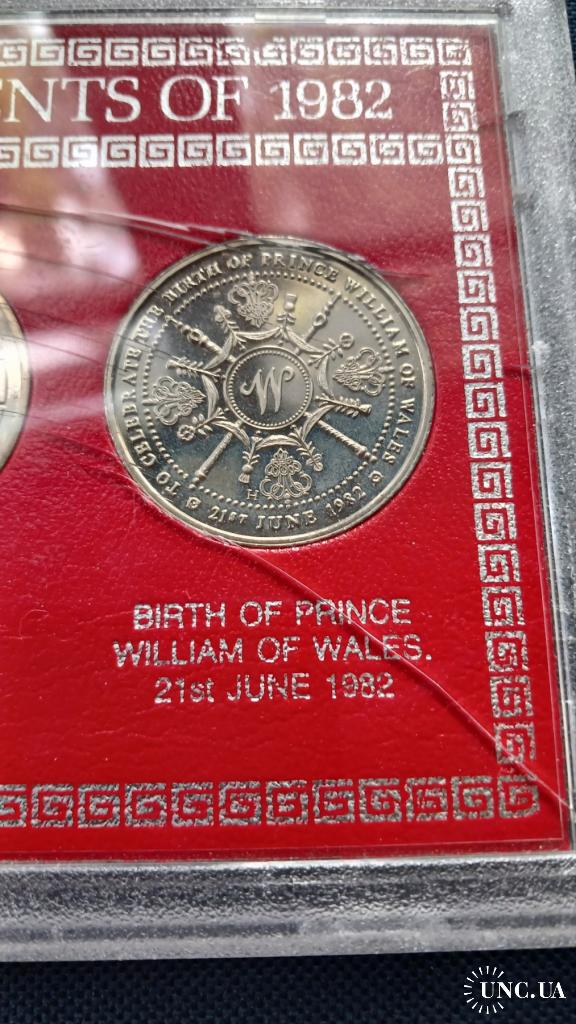 ENTS OF 1982
TO CELEBRATE THE BIRTH OF PRINCE WILLIAM OF WALES
W
H
21ST JUNE 1982
BIRTH OF PRINCE
WILLIAM OF WALES.
21st JUNE 1982
UNC.UA